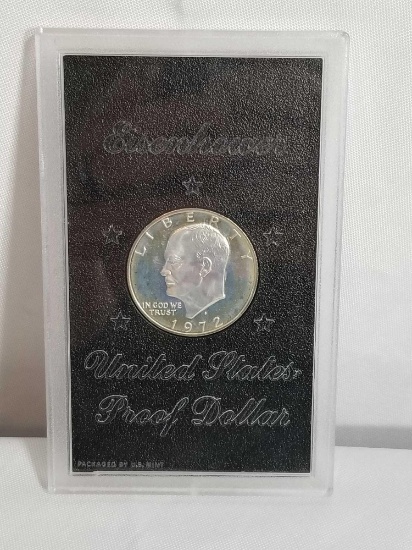 Eisenhower
LIBERTY
IN GOD WE
TRUST
1972
United States
Proof Dollar
PACKAGED BY U.S. MINT